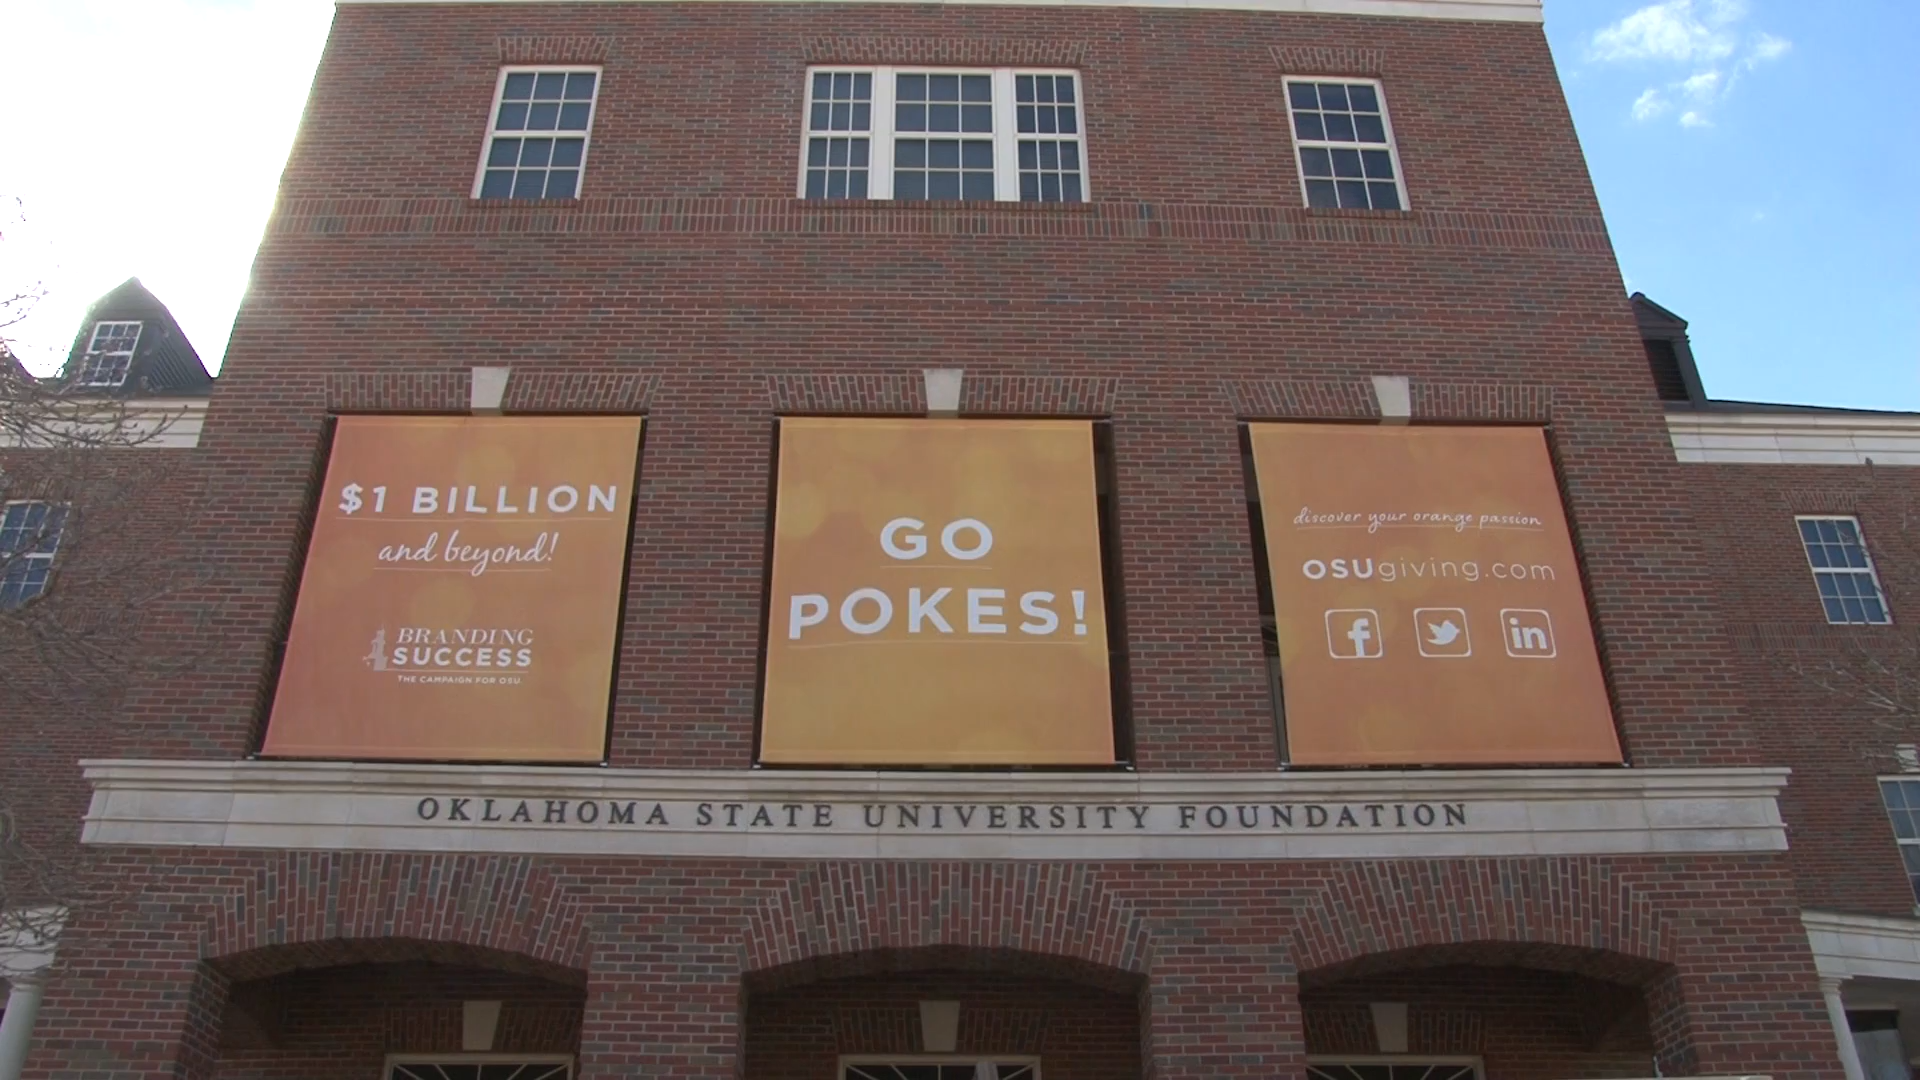 $1 BILLION
and beyond!
BRANDING
SUCCESS
THE CAMPAIGN FOR OSU.
GO
POKES!
discover your orange passion
OSUgiving.com
f
in
OKLAHOMA STATE UNIVERSITY FOUNDATION